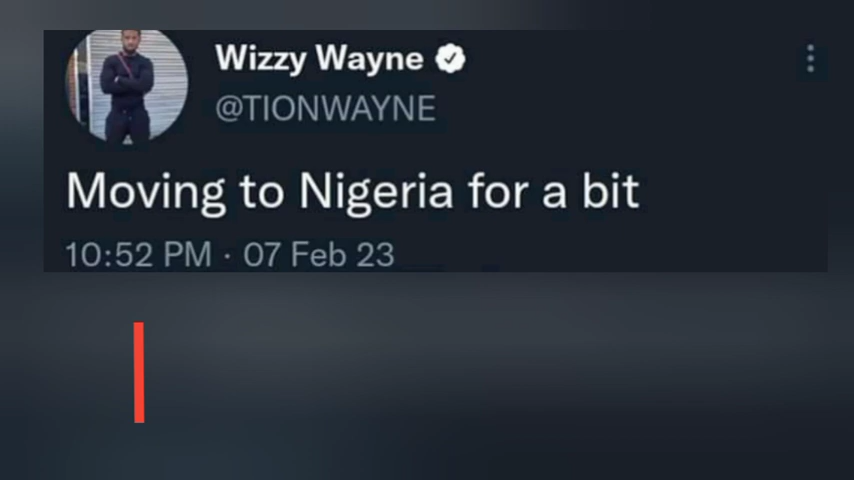 Wizzy Wayne
@TIONWAYNE
Moving to Nigeria for a bit
10:52 PM · 07 Feb 23